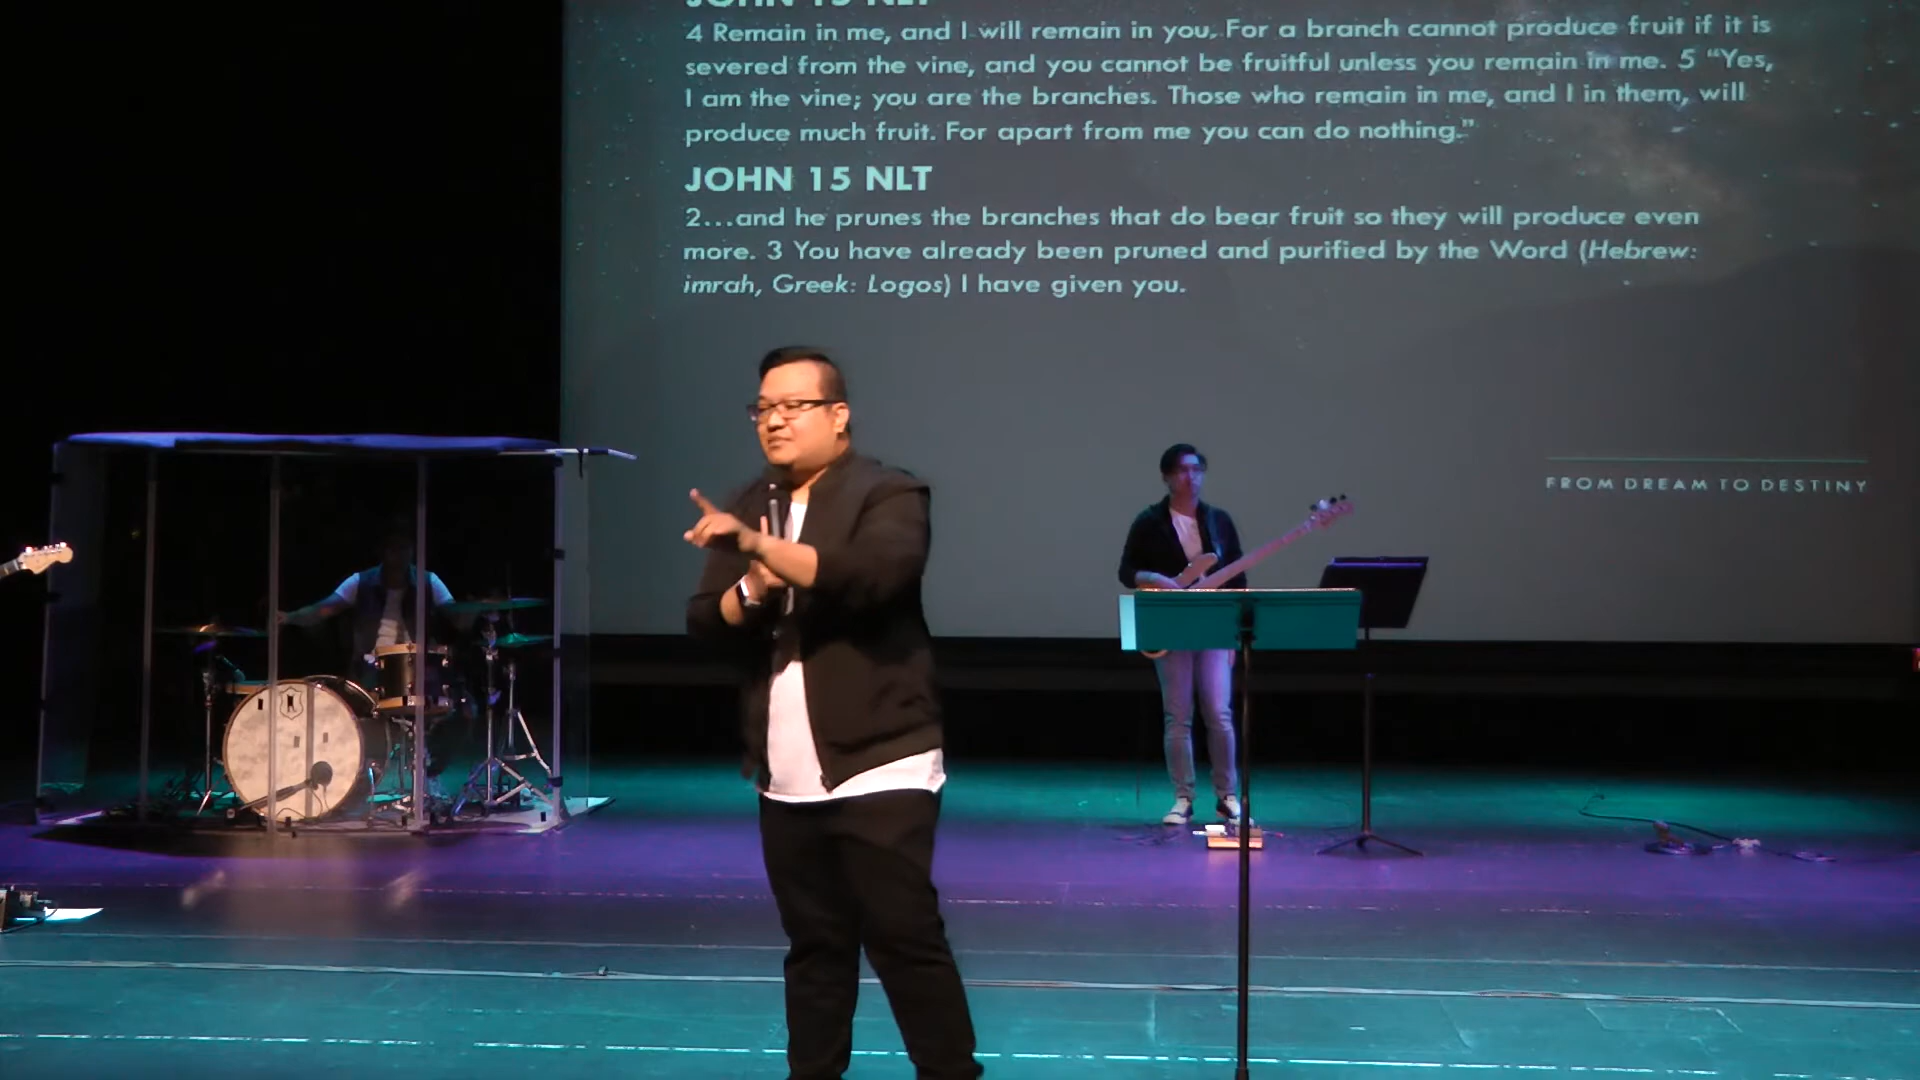 JOHN 15 NLT
4 Remain in me, and I will remain in you. For a branch cannot produce fruit if it is
severed from the vine, and you cannot be fruitful unless you remain in me. 5 “Yes,
I am the vine; you are the branches. Those who remain in me, and I in them, will
produce much fruit. For apart from me you can do nothing.”
JOHN 15 NLT
2...and he prunes the branches that do bear fruit so they will produce even
more. 3 You have already been pruned and purified by the Word (Hebrew:
imrah, Greek: Logos) I have given you.
FROM DREAM TO DESTINY